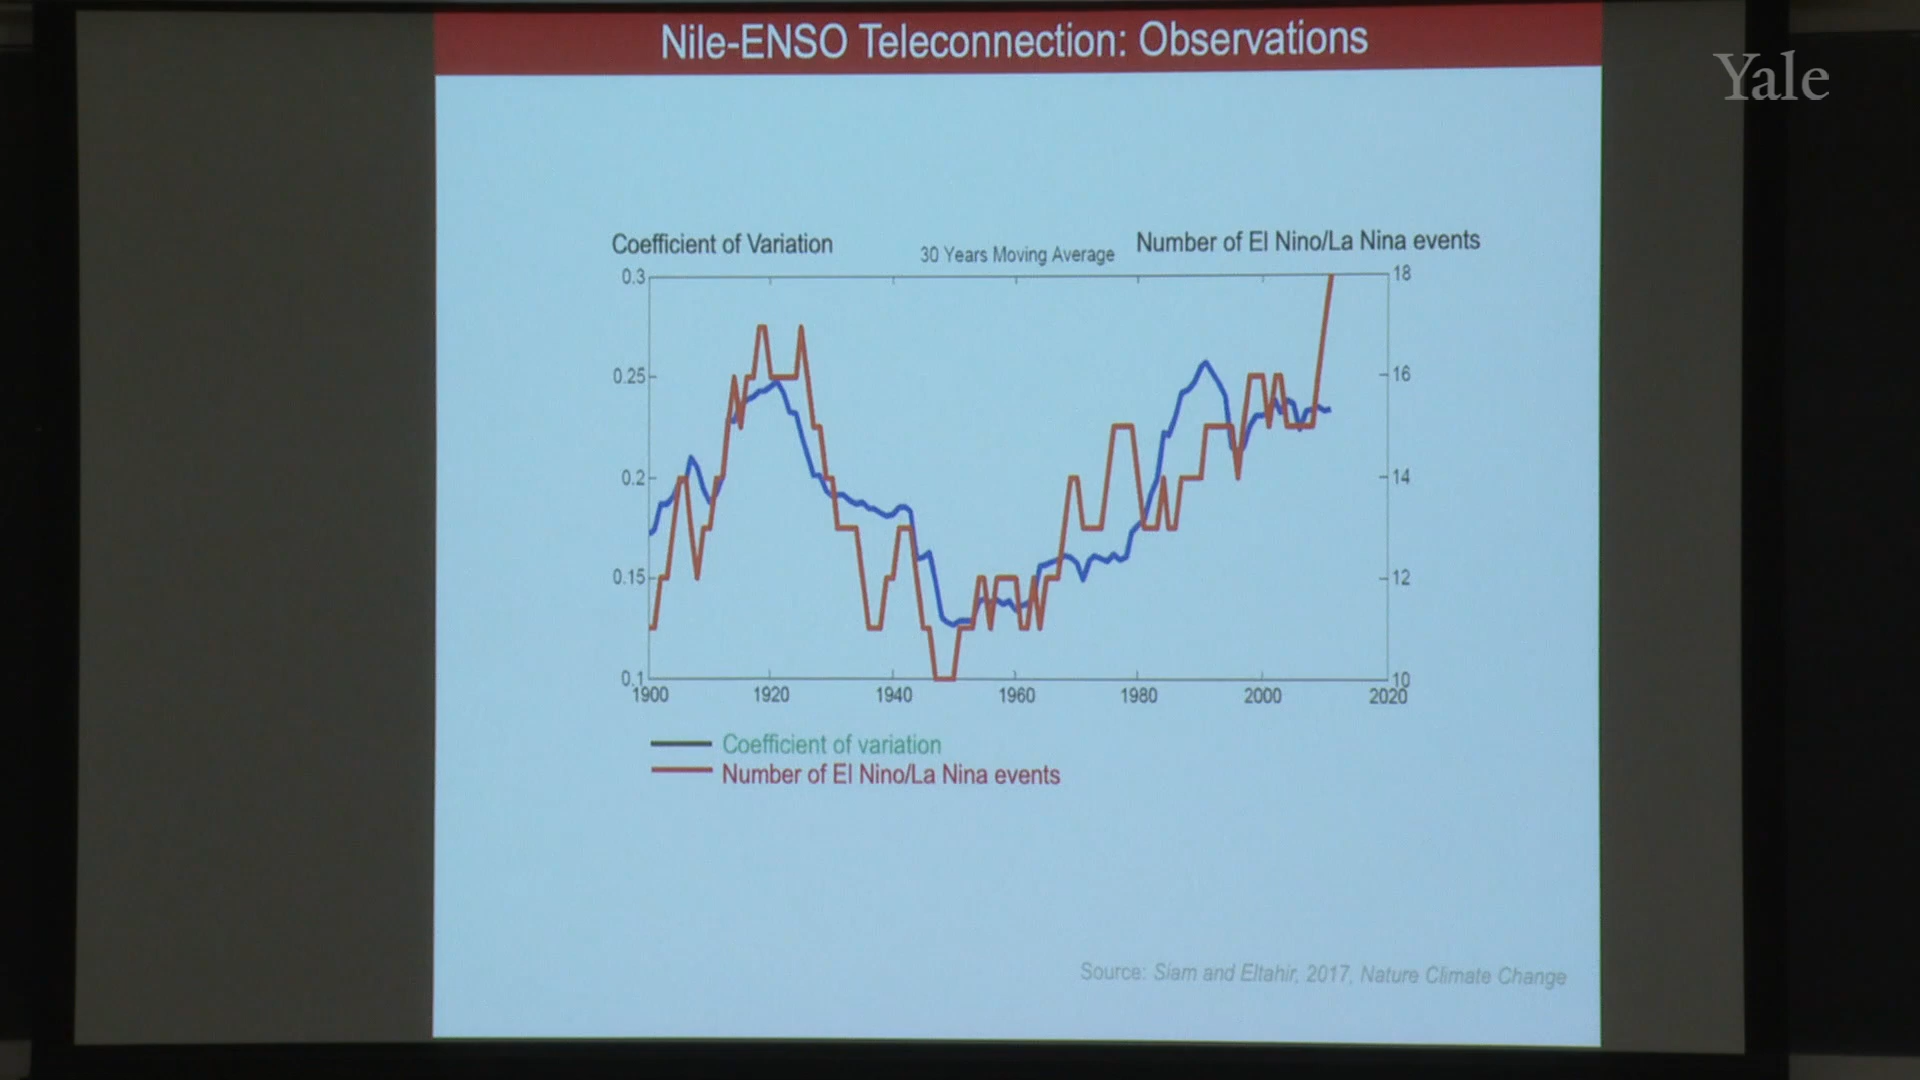 Nile-ENSO Teleconnection: Observations
Yale
Coefficient of Variation
30 Years Moving Average
Number of El Nino/La Nina events
0.3
0.25
0.2
0.15
0.1
18
16
14
12
10
1900 1920 1940 1960 1980 2000 2020
Coefficient of variation
Number of El Nino/La Nina events
Source: Siam and Eltahir, 2017, Nature Climate Change